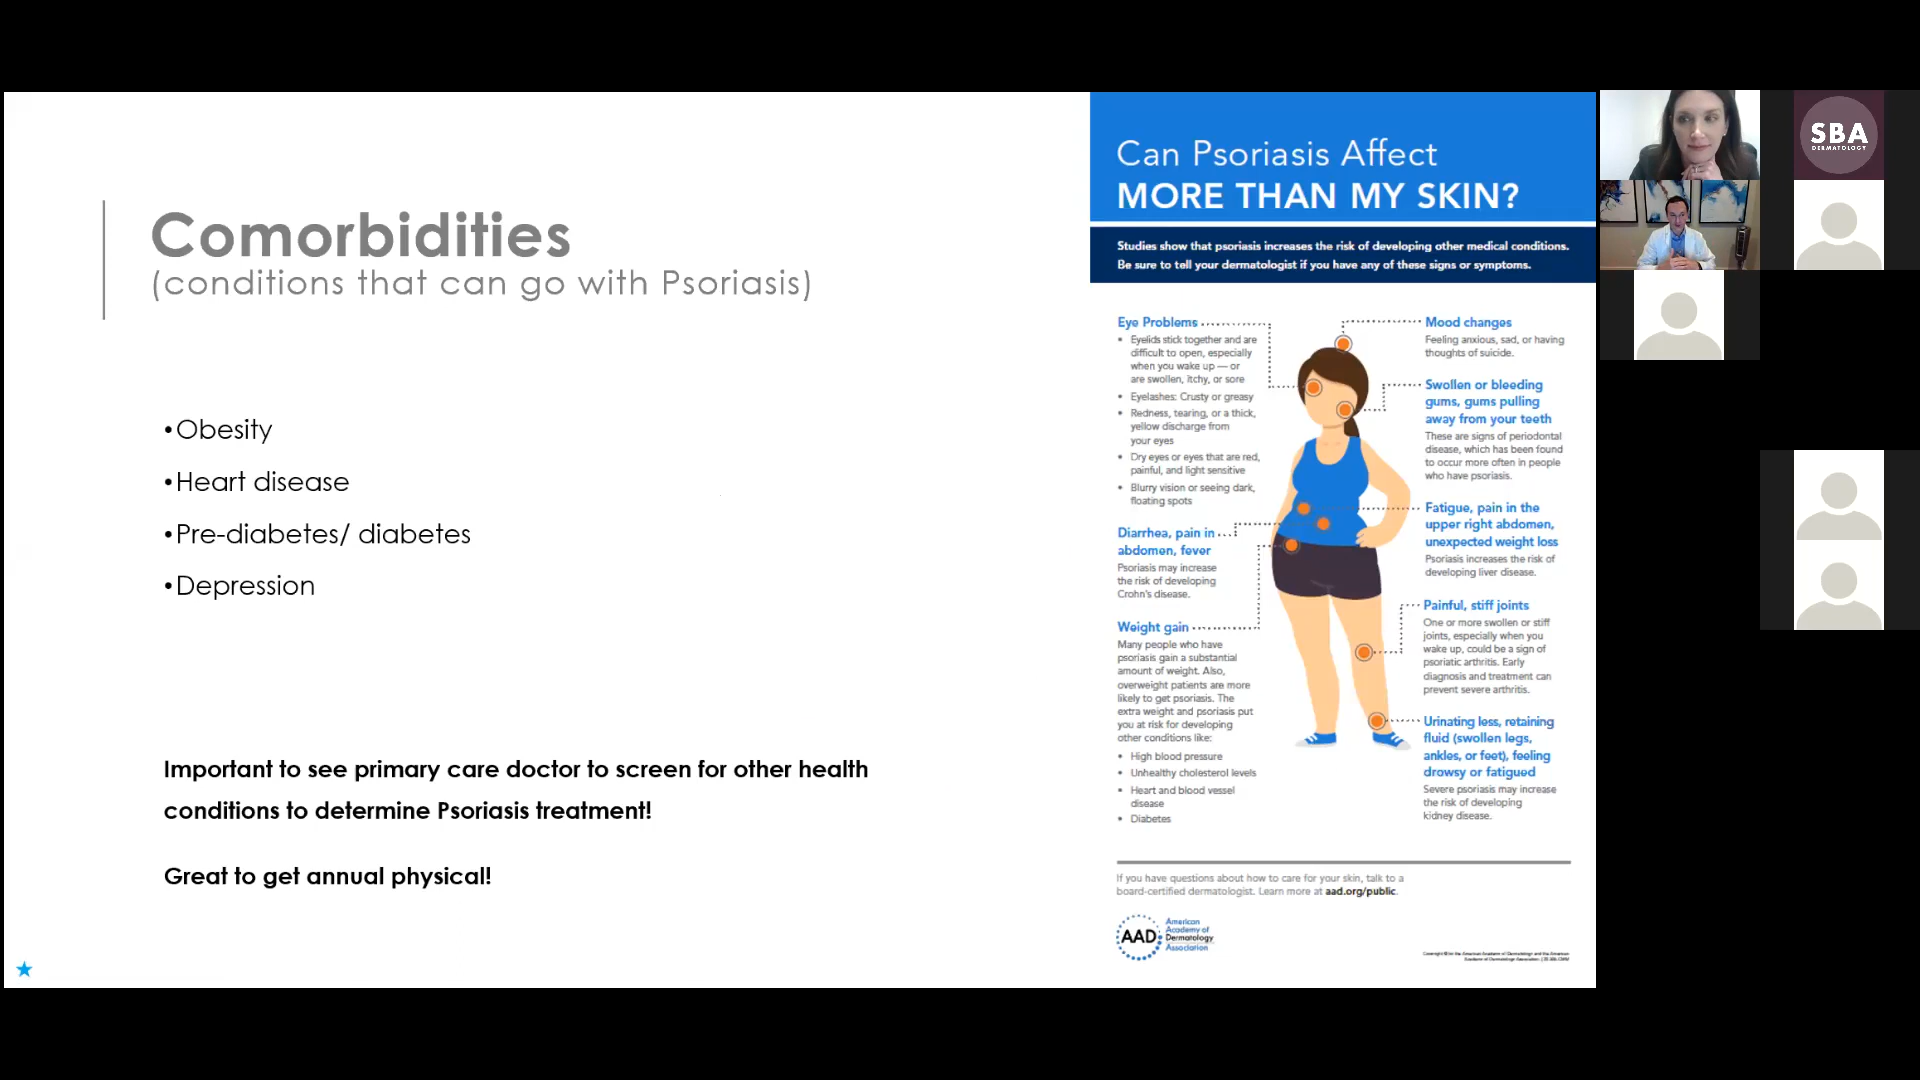 Comorbidities
(conditions that can go with Psoriasis)
•Obesity
•Heart disease
•Pre-diabetes/ diabetes
•Depression
Important to see primary care doctor to screen for other health
conditions to determine Psoriasis treatment!
Great to get annual physical!
Can Psoriasis Affect
MORE THAN MY SKIN?
Studies show that psoriasis increases the risk of developing other medical conditions.
Be sure to tell your dermatologist if you have any of these signs or symptoms.
Eye Problems
• Eyelids stick together and are
difficult to open, especially
when you wake up — or
are swollen, itchy, or sore
• Eyelashes: Crusty or greasy
• Redness, tearing, or a thick,
yellow discharge from
your eyes
• Dry eyes or eyes that are red,
painful, and light sensitive
• Blurry vision or seeing dark,
floating spots
Diarrhea, pain in
abdomen, fever
Psoriasis may increase
the risk of developing
Crohn's disease.
Weight gain
Many people who have
psoriasis gain a substantial
amount of weight. Also,
overweight patients are more
likely to get psoriasis. The
extra weight and psoriasis put
you at risk for developing
other conditions like:
• High blood pressure
• Unhealthy cholesterol levels
• Heart and blood vessel
disease
• Diabetes
Mood changes
Feeling anxious, sad, or having
thoughts of suicide.
Swollen or bleeding
gums, gums pulling
away from your teeth
These are signs of periodontal
disease, which has been found
to occur more often in people
who have psoriasis.
Fatigue, pain in the
upper right abdomen,
unexpected weight loss
Psoriasis increases the risk of
developing liver disease.
Painful, stiff joints
One or more swollen or stiff
joints, especially when you
wake up, could be a sign of
psoriatic arthritis. Early
diagnosis and treatment can
prevent severe arthritis.
Urinating less, retaining
fluid (swollen legs,
ankles, or feet), feeling
drowsy or fatigued
Severe psoriasis may increase
the risk of developing
kidney disease.
If you have questions about how to care for your skin, talk to a
board-certified dermatologist. Learn more at aad.org/public.
AAD
American
Academy of
Dermatology
Association
SBA
DERMATOLOGY